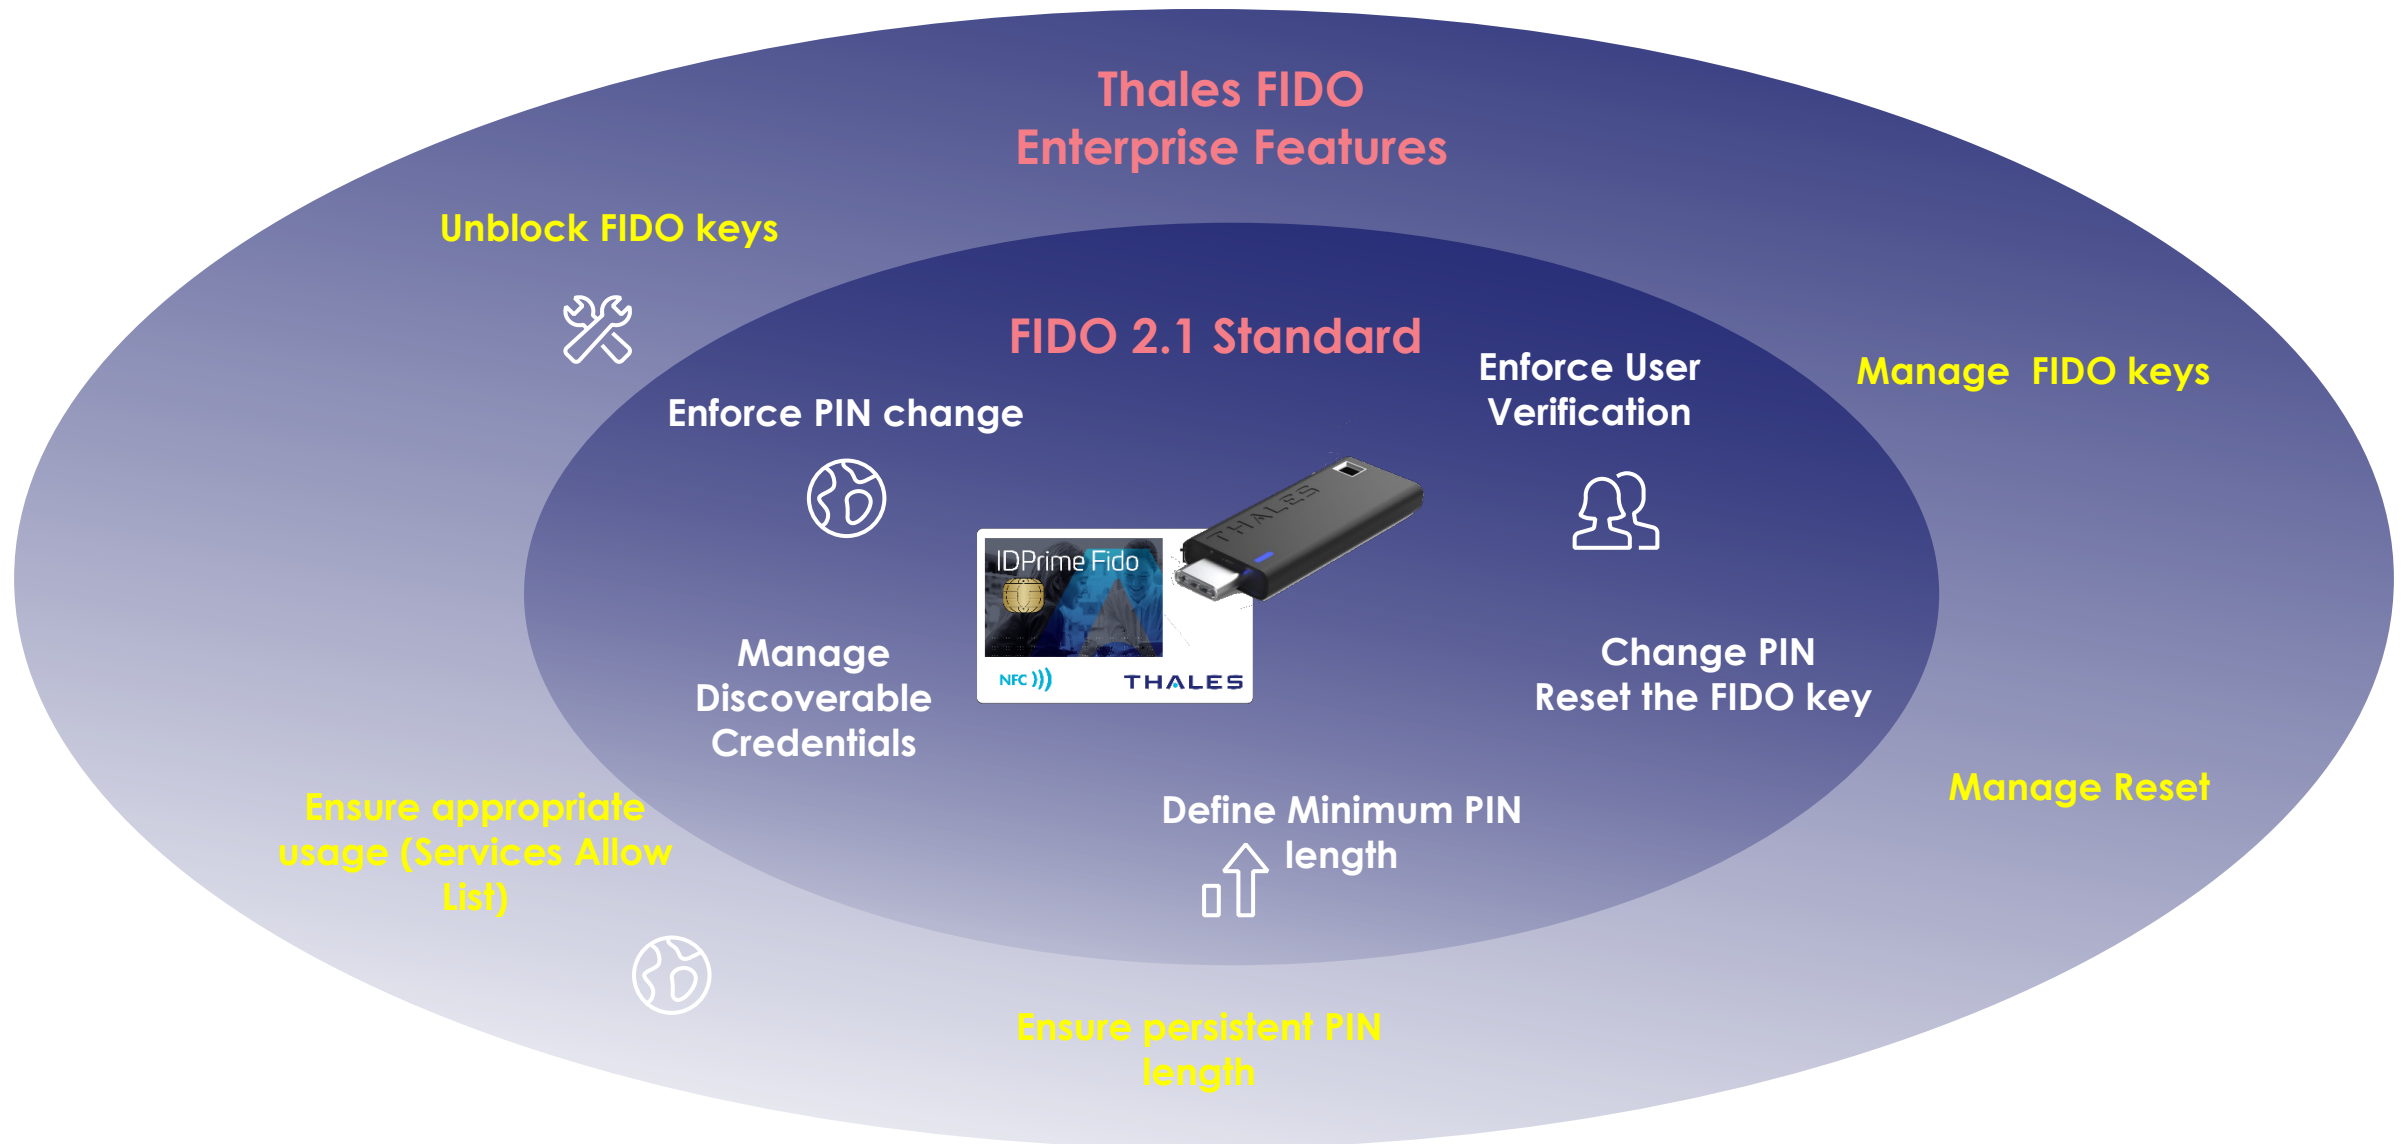 Thales FIDO
Enterprise Features
Unblock FIDO keys
FIDO 2.1 Standard
Enforce User
Verification
Manage  FIDO keys
Enforce PIN change
THALES
IDPrime Fido
NFC
THALES
Manage
Discoverable
Credentials
Change PIN
Reset the FIDO key
Manage Reset
Ensure appropriate
usage (Services Allow
List)
Define Minimum PIN
length
Ensure persistent PIN
length